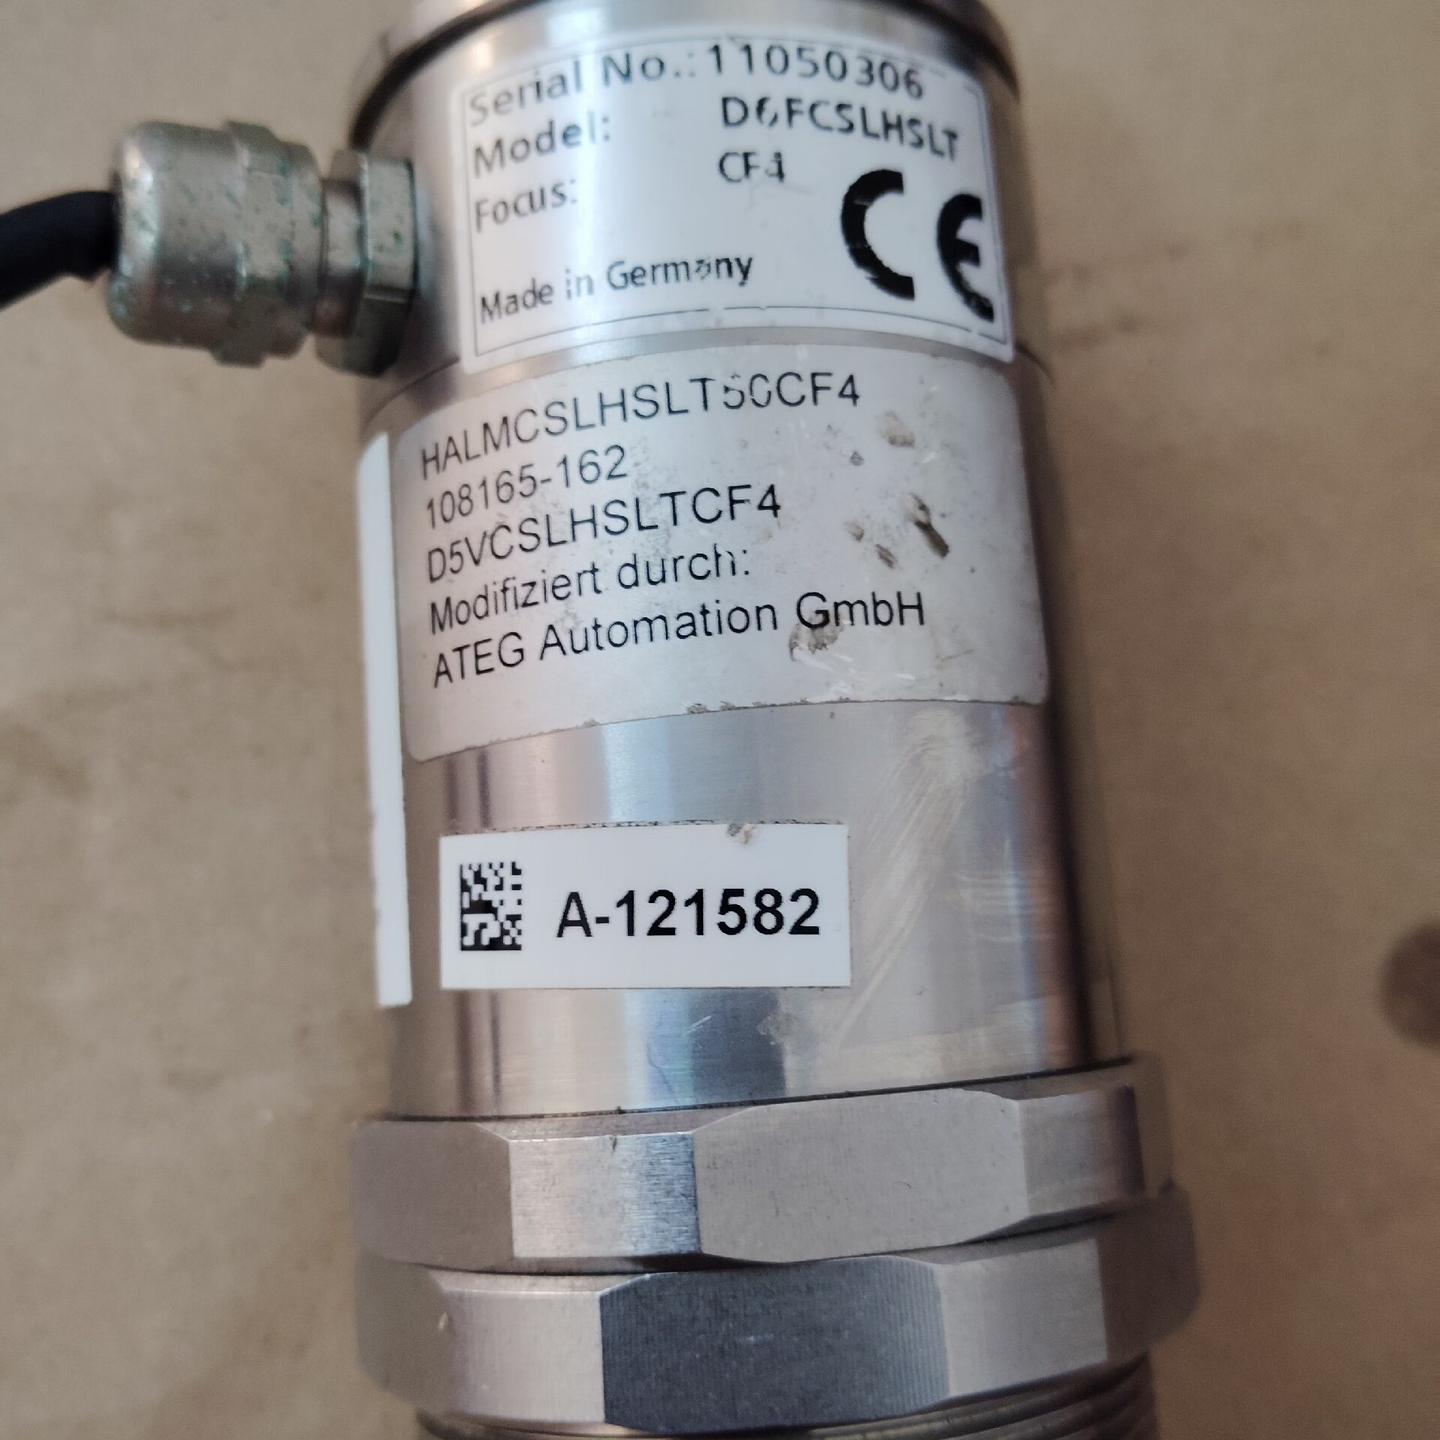 Serial No.: 11050306
Model: D6FCSLHSLT
Focus: CF4
CE
Made in Germany
HALMCSLHSLT50CF4
108165-162
D5VCSLHSLTCF4
Modifiziert durch:
ATEG Automation GmbH
A-121582